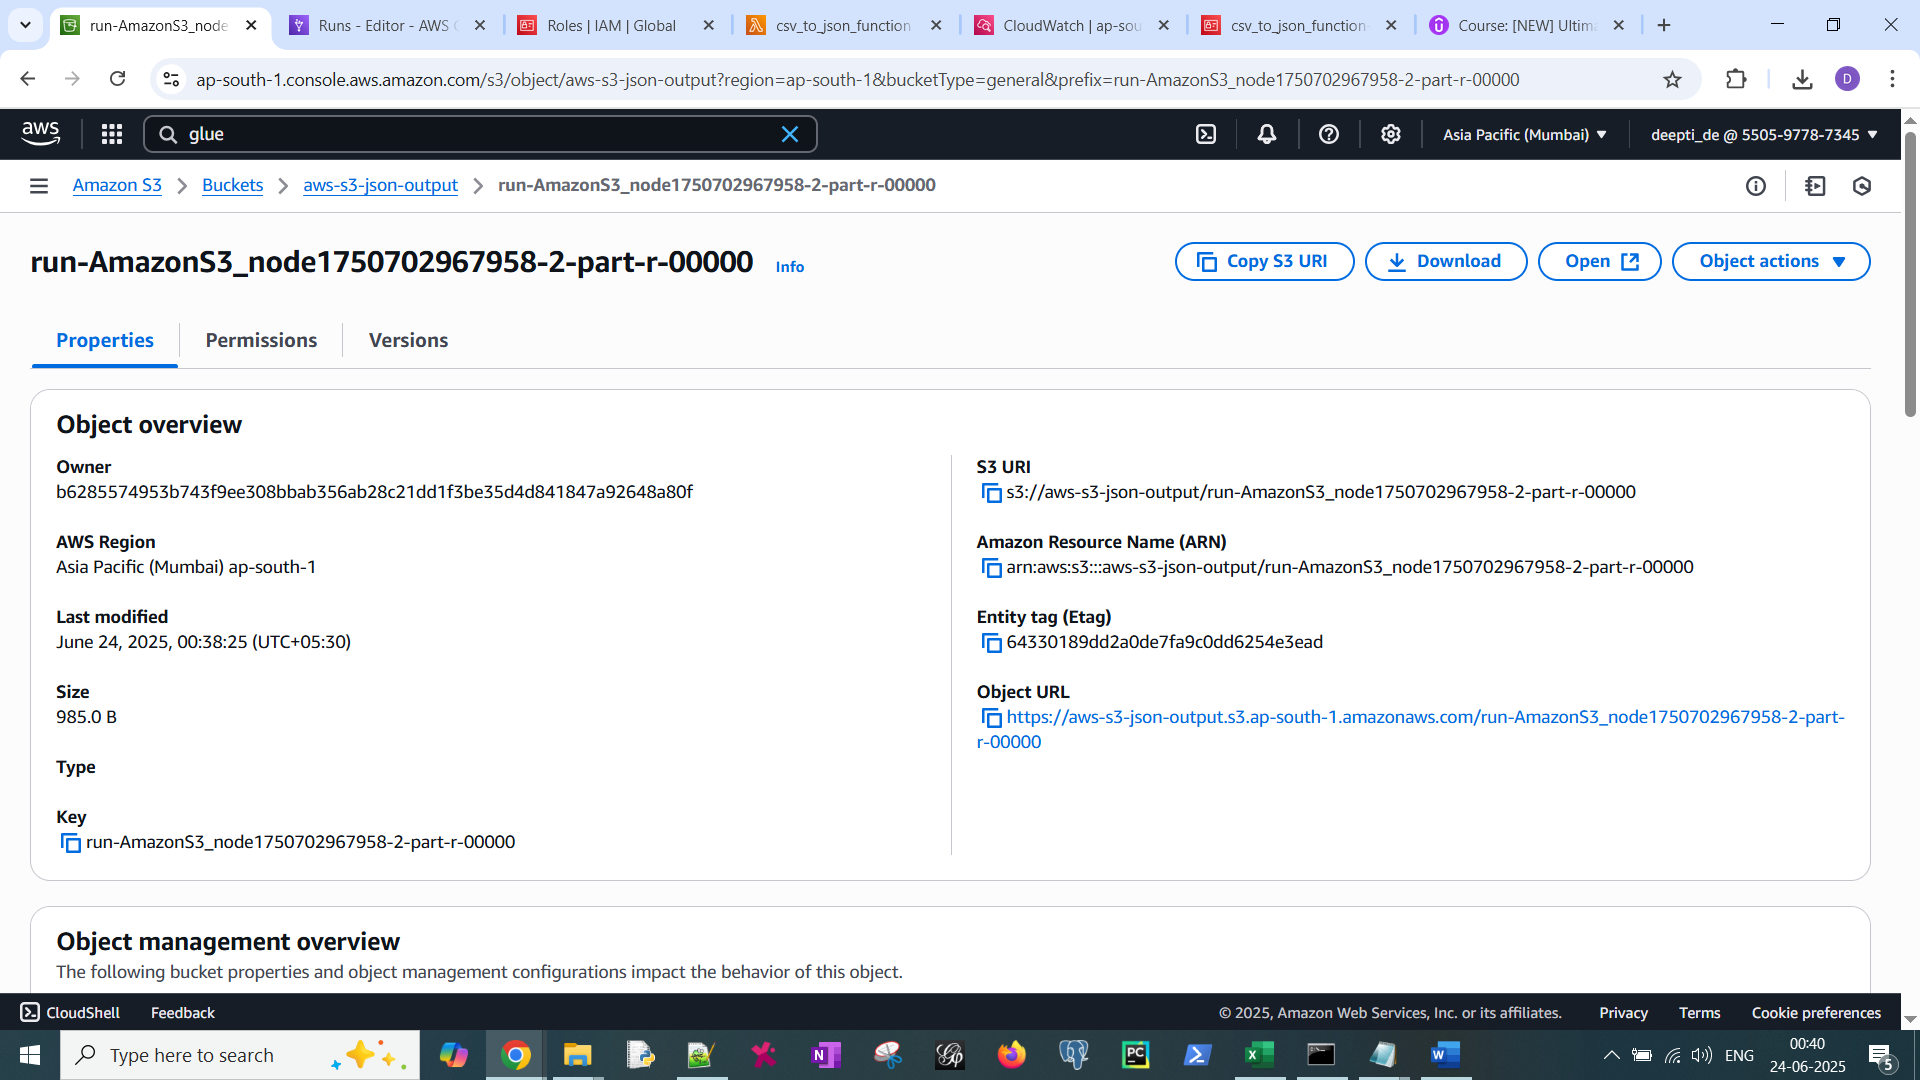 run-AmazonS3_node
Runs - Editor - AWS
Roles | IAM | Global
csv_to_json_function
CloudWatch | ap-sou
csv_to_json_function
Course: [NEW] Ultim
ap-south-1.console.aws.amazon.com/s3/object/aws-s3-json-output?region=ap-south-1&bucketType=general&prefix=run-AmazonS3_node1750702967958-2-part-r-00000
D
aws
glue
Asia Pacific (Mumbai)
deepti_de @ 5505-9778-7345
Amazon S3
Buckets
aws-s3-json-output
run-AmazonS3_node1750702967958-2-part-r-00000
run-AmazonS3_node1750702967958-2-part-r-00000
Info
Copy S3 URI
Download
Open
Object actions
Properties
Permissions
Versions
Object overview
Owner
b6285574953b743f9ee308bbab356ab28c21dd1f3be35d4d841847a92648a80f
AWS Region
Asia Pacific (Mumbai) ap-south-1
Last modified
June 24, 2025, 00:38:25 (UTC+05:30)
Size
985.0 B
Type
Key
run-AmazonS3_node1750702967958-2-part-r-00000
S3 URI
s3://aws-s3-json-output/run-AmazonS3_node1750702967958-2-part-r-00000
Amazon Resource Name (ARN)
arn:aws:s3:::aws-s3-json-output/run-AmazonS3_node1750702967958-2-part-r-00000
Entity tag (Etag)
64330189dd2a0de7fa9c0dd6254e3ead
Object URL
https://aws-s3-json-output.s3.ap-south-1.amazonaws.com/run-AmazonS3_node1750702967958-2-part-
r-00000
Object management overview
The following bucket properties and object management configurations impact the behavior of this object.
CloudShell
Feedback
© 2025, Amazon Web Services, Inc. or its affiliates.
Privacy
Terms
Cookie preferences
Type here to search
ENG
00:40
24-06-2025
5